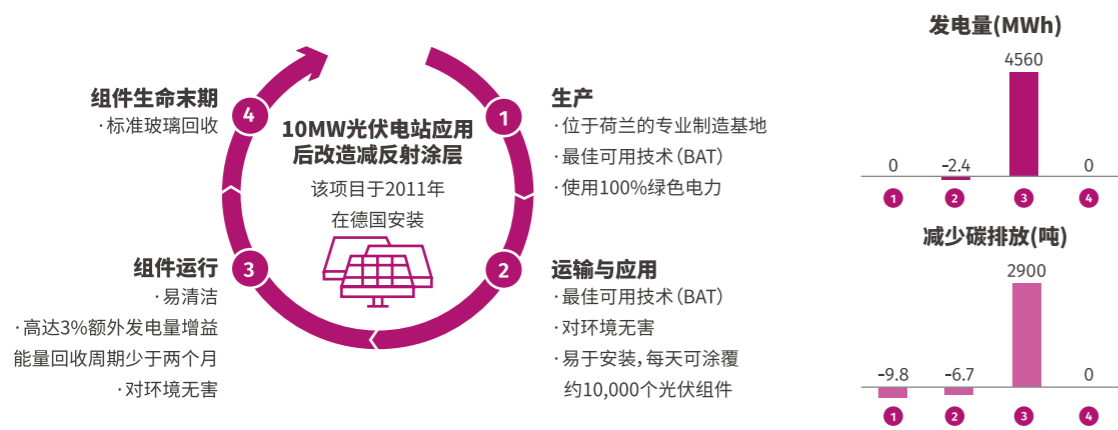 10MW光伏电站应用
后改造减反射涂层
该项目于2011年
在德国安装
1
生产
·位于荷兰的专业制造基地
·最佳可用技术（BAT）
·使用100%绿色电力
2
运输与应用
·最佳可用技术（BAT）
·对环境无害
·易于安装，每天可涂覆
约10,000个光伏组件
3
组件运行
·易清洁
·高达3%额外发电量增益
能量回收周期少于两个月
·对环境无害
4
组件生命末期
·标准玻璃回收
发电量(MWh)
0 -2.4 4560 0
1 2 3 4
减少碳排放(吨)
-9.8 -6.7 2900 0
1 2 3 4